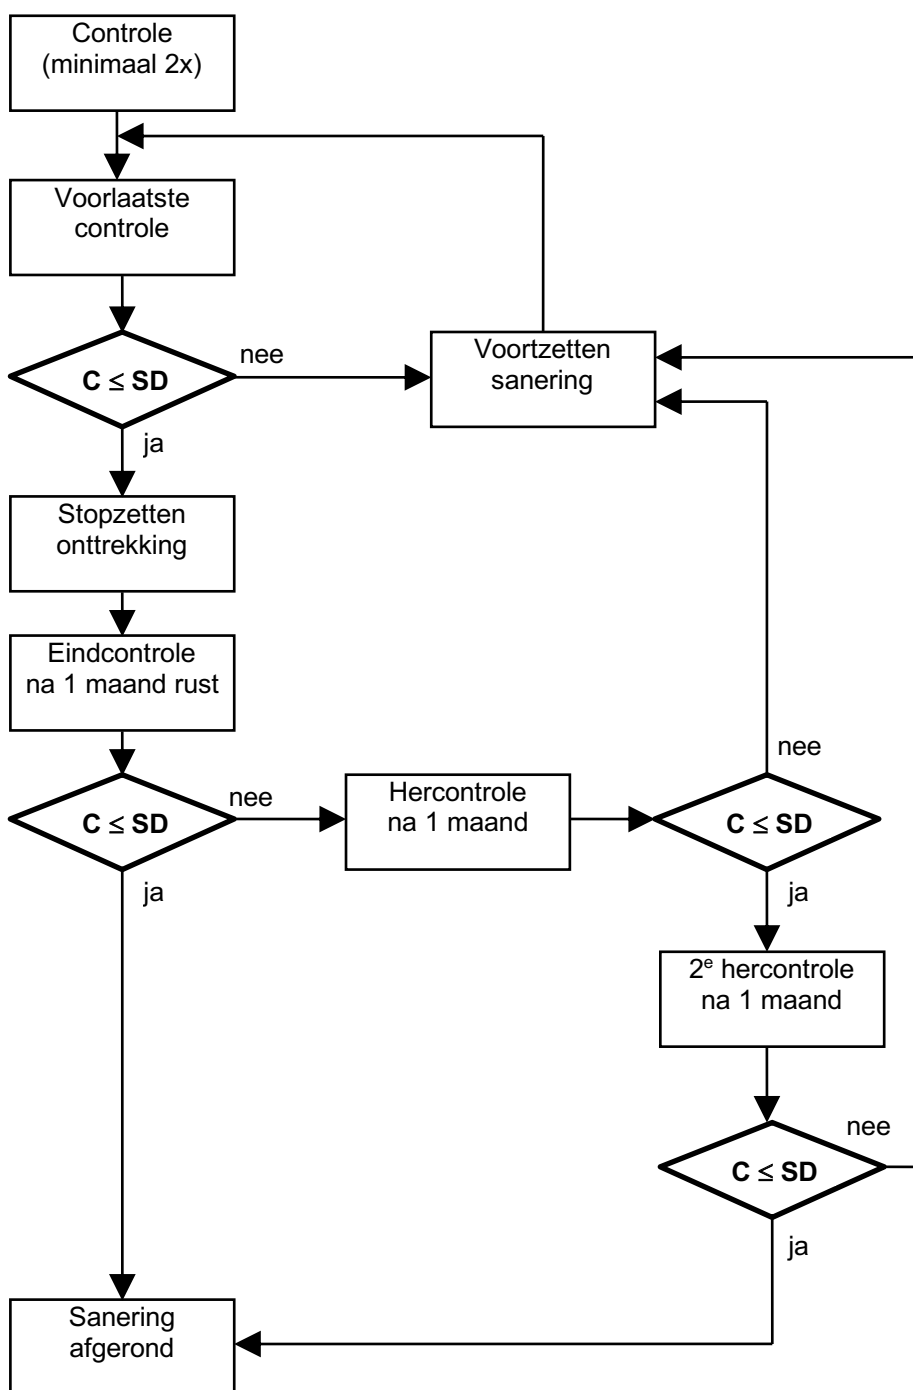 Controle
(minimaal 2x)
Voorlaatste
controle
C ≤ SD
nee
Voortzetten
sanering
ja
Stopzetten
onttrekking
Eindcontrole
na 1 maand rust
C ≤ SD
nee
Hercontrole
na 1 maand
C ≤ SD
nee
ja
ja
2e hercontrole
na 1 maand
C ≤ SD
nee
ja
Sanering
afgerond